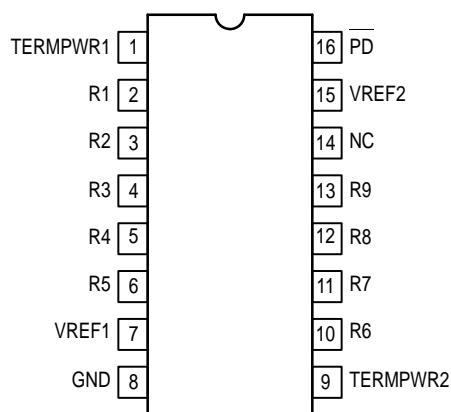 TERMPWR1 1 16 P̅D̅
R1 2 15 VREF2
R2 3 14 NC
R3 4 13 R9
R4 5 12 R8
R5 6 11 R7
VREF1 7 10 R6
GND 8 9 TERMPWR2